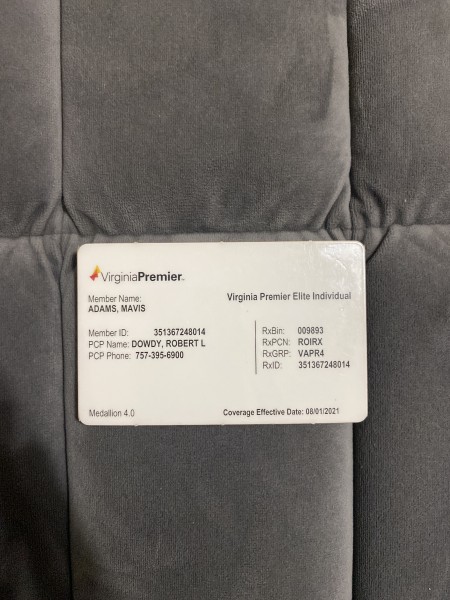 VirginiaPremier.
Member Name:
ADAMS, MAVIS
Virginia Premier Elite Individual
Member ID: 351367248014
PCP Name: DOWDY, ROBERT L
PCP Phone: 757-395-6900
RxBin: 009893
RxPCN: ROIRX
RxGRP: VAPR4
RxID: 351367248014
Medallion 4.0
Coverage Effective Date: 08/01/2021